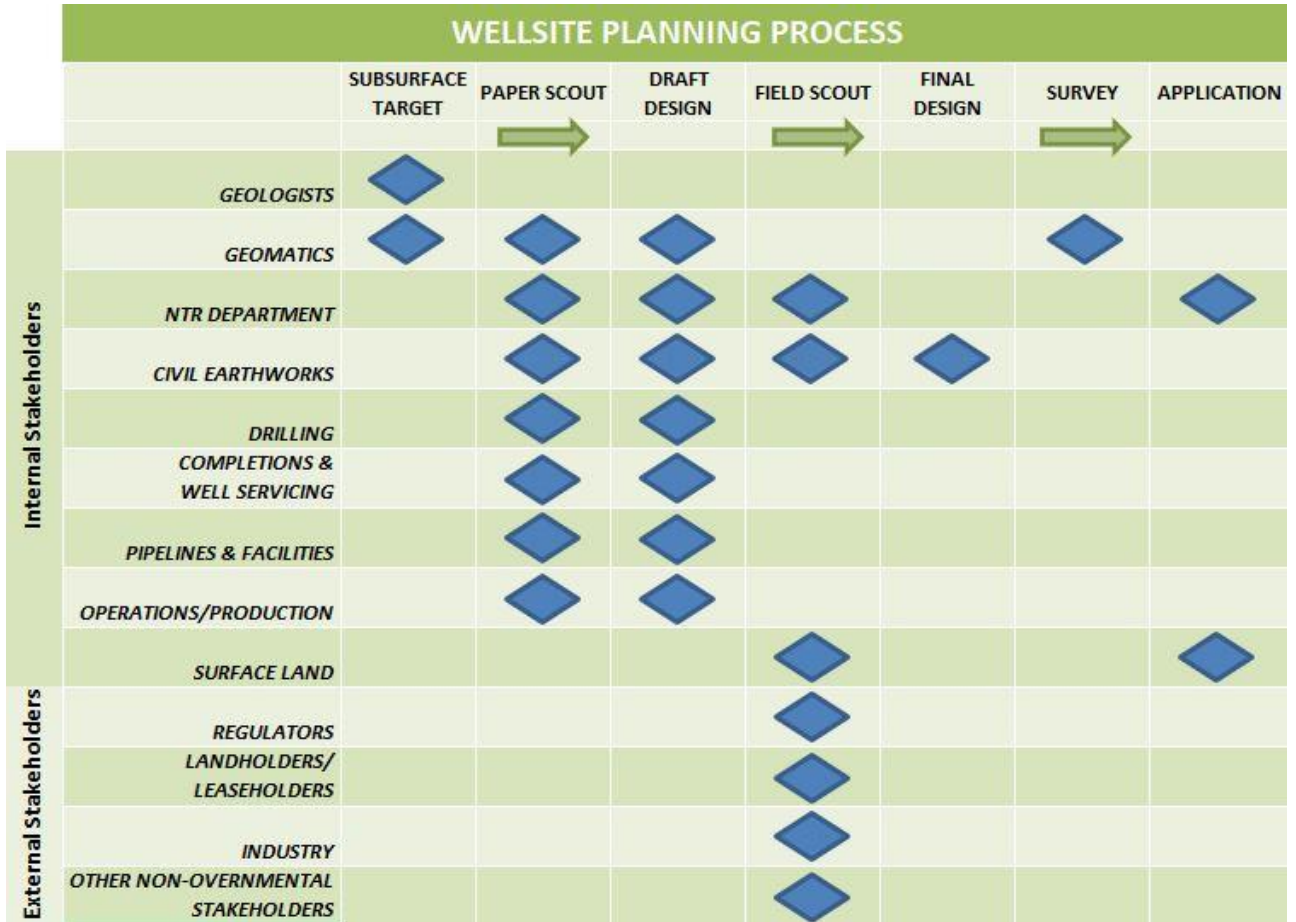 WELLSITE PLANNING PROCESS
SUBSURFACE
TARGET
PAPER SCOUT
DRAFT
DESIGN
FIELD SCOUT
FINAL
DESIGN
SURVEY
APPLICATION
Internal Stakeholders
GEOLOGISTS
GEOMATICS
NTR DEPARTMENT
CIVIL EARTHWORKS
DRILLING
COMPLETIONS &
WELL SERVICING
PIPELINES & FACILITIES
OPERATIONS/PRODUCTION
SURFACE LAND
External Stakeholders
REGULATORS
LANDHOLDERS/
LEASEHOLDERS
INDUSTRY
OTHER NON-OVERNMENTAL
STAKEHOLDERS